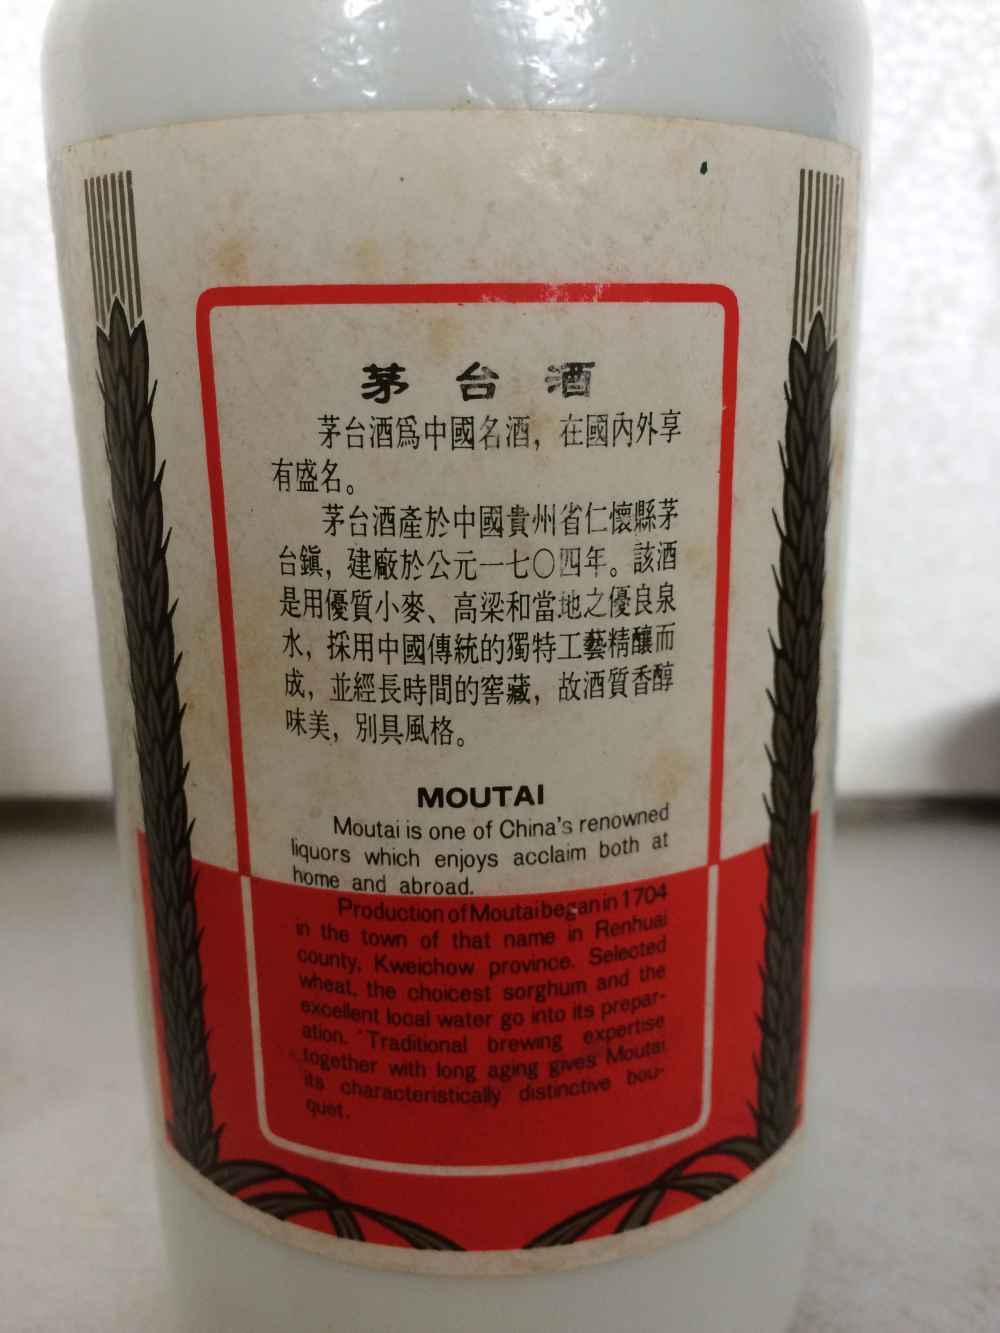 茅台酒
茅台酒爲中國名酒，在國內外享
有盛名。
茅台酒產於中國貴州省仁懷縣茅
台鎭，建廠於公元一七〇四年。該酒
是用優質小麥、高梁和當地之優良泉
水，採用中國傳統的獨特工藝精釀而
成，並經長時間的窖藏，故酒質香醇
味美，別具風格。
MOUTAI
Moutai is one of China's renowned
liquors which enjoys acclaim both at
home and abroad.
Production of Moutai began in 1704
in the town of that name in Renhuai
county, Kweichow province. Selected
wheat, the choicest sorghum and the
excellent local water go into its prepar-
ation. Traditional brewing expertise
together with long aging gives Moutai
its characteristically distinctive bou-
quet.